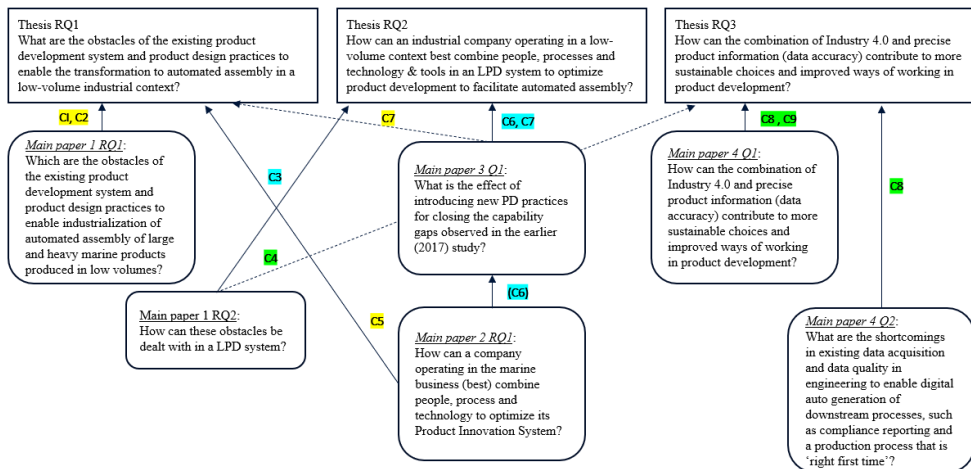 Thesis RQ1
What are the obstacles of the existing product
development system and product design practices to
enable the transformation to automated assembly in a
low-volume industrial context?
Thesis RQ2
How can an industrial company operating in a low-
volume context best combine people, processes and
technology & tools in an LPD system to optimize
product development to facilitate automated assembly?
Thesis RQ3
How can the combination of Industry 4.0 and precise
product information (data accuracy) contribute to more
sustainable choices and improved ways of working in
product development?
C1, C2
C7
C6, C7
C8 , C9
Main paper 1 RQ1:
Which are the obstacles of
the existing product
development system and
product design practices to
enable industrialization of
automated assembly of large
and heavy marine products
produced in low volumes?
C3
Main paper 3 Q1:
What is the effect of
introducing new PD practices
for closing the capability
gaps observed in the earlier
(2017) study?
Main paper 4 Q1:
How can the combination of
Industry 4.0 and precise
product information (data
accuracy) contribute to more
sustainable choices and
improved ways of working
in product development?
C8
C4
(C6)
Main paper 1 RQ2:
How can these obstacles be
dealt with in a LPD system?
C5
Main paper 2 RQ1:
How can a company
operating in the marine
business (best) combine
people, process and
technology to optimize its
Product Innovation System?
Main paper 4 Q2:
What are the shortcomings
in existing data acquisition
and data quality in
engineering to enable digital
auto generation of
downstream processes, such
as compliance reporting and
a production process that is
‘right first time’?